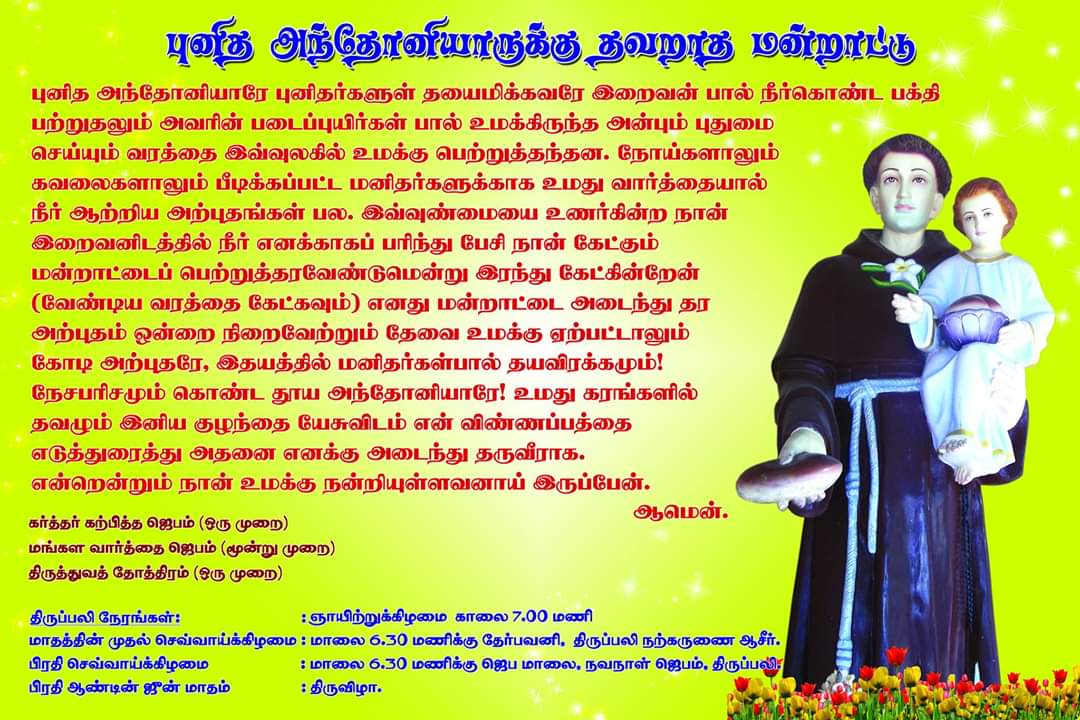 புனித அந்தோனியாருக்கு தவறாத மன்றாட்டு
புனித அந்தோனியாரே புனிதர்களுள் தயைமிக்கவரே இறைவன் பால் நீர்கொண்ட பக்தி
பற்றுதலும் அவரின் படைப்புயிர்கள் பால் உமக்கிருந்த அன்பும் புதுமை
செய்யும் வரத்தை இவ்வுலகில் உமக்கு பெற்றுத்தந்தன. நோய்களாலும்
கவலைகளாலும் பீடிக்கப்பட்ட மனிதர்களுக்காக உமது வார்த்தையால்
நீர் ஆற்றிய அற்புதங்கள் பல. இவ்வுண்மையை உணர்கின்ற நான்
இறைவனிடத்தில் நீர் எனக்காகப் பரிந்து பேசி நான் கேட்கும்
மன்றாட்டைப் பெற்றுத்தரவேண்டுமென்று இரந்து கேட்கின்றேன்
(வேண்டிய வரத்தை கேட்கவும்) எனது மன்றாட்டை அடைந்து தர
அற்புதம் ஒன்றை நிறைவேற்றும் தேவை உமக்கு ஏற்பட்டாலும்
கோடி அற்புதரே, இதயத்தில் மனிதர்கள்பால் தயவிரக்கமும்!
நேசபரிசமும் கொண்ட தூய அந்தோனியாரே! உமது கரங்களில்
தவழும் இனிய குழந்தை யேசுவிடம் என் விண்ணப்பத்தை
எடுத்துரைத்து அதனை எனக்கு அடைந்து தருவீராக.
என்றென்றும் நான் உமக்கு நன்றியுள்ளவனாய் இருப்பேன்.
ஆமென்.
கர்த்தர் கற்பித்த ஜெபம் (ஒரு முறை)
மங்கள வார்த்தை ஜெபம் (மூன்று முறை)
திருத்துவத் தோத்திரம் (ஒரு முறை)
திருப்பலி நேரங்கள்: : ஞாயிற்றுக்கிழமை காலை 7.00 மணி
மாதத்தின் முதல் செவ்வாய்க்கிழமை : மாலை 6.30 மணிக்கு தேர்பவனி, திருப்பலி நற்கருணை ஆசீர்.
பிரதி செவ்வாய்க்கிழமை : மாலை 6.30 மணிக்கு ஜெப மாலை, நவநாள் ஜெபம், திருப்பலி.
பிரதி ஆண்டின் ஜுன் மாதம் : திருவிழா.